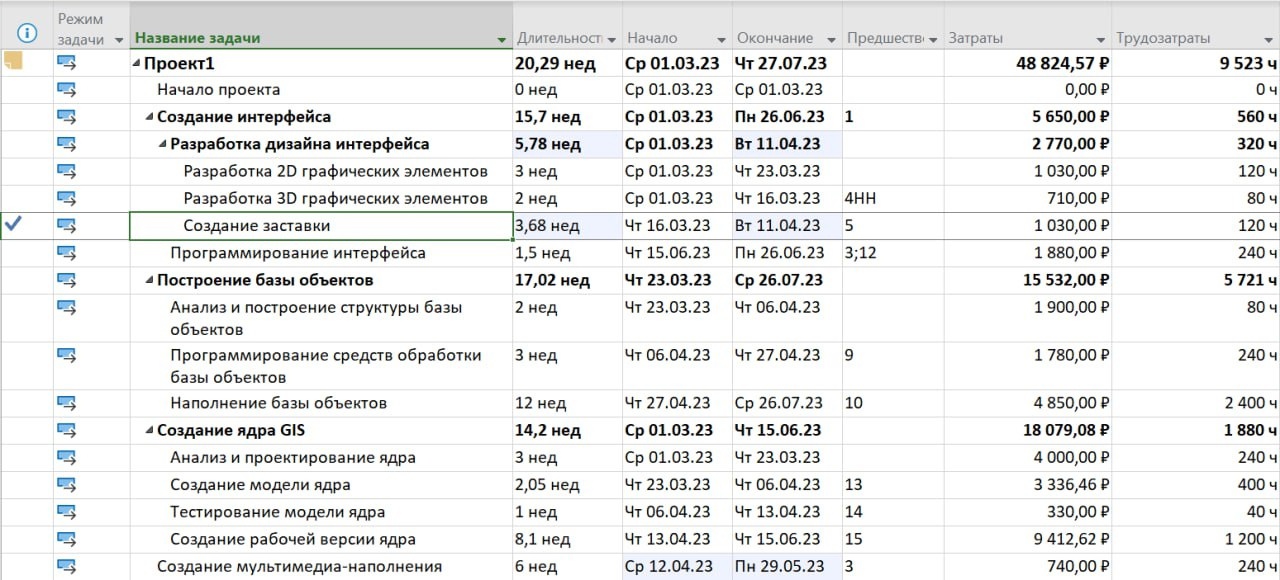 Режим задачи Название задачи Длительность Начало Окончание Предшеств Затраты Трудозатраты
Проект1 20,29 нед Ср 01.03.23 Чт 27.07.23 48 824,57 ₽ 9 523 ч
Начало проекта 0 нед Ср 01.03.23 Ср 01.03.23 0,00 ₽ 0 ч
Создание интерфейса 15,7 нед Ср 01.03.23 Пн 26.06.23 1 5 650,00 ₽ 560 ч
Разработка дизайна интерфейса 5,78 нед Ср 01.03.23 Вт 11.04.23 2 770,00 ₽ 320 ч
Разработка 2D графических элементов 3 нед Ср 01.03.23 Чт 23.03.23 1 030,00 ₽ 120 ч
Разработка 3D графических элементов 2 нед Ср 01.03.23 Чт 16.03.23 4НН 710,00 ₽ 80 ч
Создание заставки 3,68 нед Чт 16.03.23 Вт 11.04.23 5 1 030,00 ₽ 120 ч
Программирование интерфейса 1,5 нед Чт 15.06.23 Пн 26.06.23 3;12 1 880,00 ₽ 240 ч
Построение базы объектов 17,02 нед Чт 23.03.23 Ср 26.07.23 15 532,00 ₽ 5 721 ч
Анализ и построение структуры базы 2 нед Чт 23.03.23 Чт 06.04.23 1 900,00 ₽ 80 ч
объектов
Программирование средств обработки 3 нед Чт 06.04.23 Чт 27.04.23 9 1 780,00 ₽ 240 ч
базы объектов
Наполнение базы объектов 12 нед Чт 27.04.23 Ср 26.07.23 10 4 850,00 ₽ 2 400 ч
Создание ядра GIS 14,2 нед Ср 01.03.23 Чт 15.06.23 18 079,08 ₽ 1 880 ч
Анализ и проектирование ядра 3 нед Ср 01.03.23 Чт 23.03.23 4 000,00 ₽ 240 ч
Создание модели ядра 2,05 нед Чт 23.03.23 Чт 06.04.23 13 3 336,46 ₽ 400 ч
Тестирование модели ядра 1 нед Чт 06.04.23 Чт 13.04.23 14 330,00 ₽ 40 ч
Создание рабочей версии ядра 8,1 нед Чт 13.04.23 Чт 15.06.23 15 9 412,62 ₽ 1 200 ч
Создание мультимедиа-наполнения 6 нед Ср 12.04.23 Пн 29.05.23 3 740,00 ₽ 240 ч